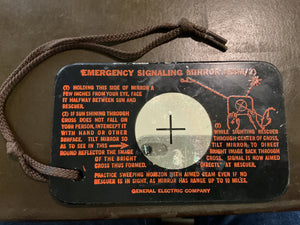 EMERGENCY SIGNALING MIRROR
(1) HOLDING THIS SIDE OF MIRROR A
FEW INCHES FROM YOUR EYE, FACE
IT HALFWAY BETWEEN SUN AND
RESCUER.
(2) IF SUN SHINING THROUGH
CROSS DOES NOT FALL ON
YOUR PERSON, INTERCEPT IT
WITH HAND OR OTHER
SURFACE. TILT MIRROR SO
AS TO SEE IN THIS
ROUND REFLECTOR THE IMAGE
OF THE BRIGHT
CROSS THUS FORMED.
WHILE SIGHTING RESCUER
THROUGH CENTER OF CROSS,
TILT MIRROR TO DIRECT
BRIGHT IMAGE BACK THROUGH
CROSS. SIGNAL IS NOW AIMED
DIRECTLY AT RESCUER.
PRACTICE SWEEPING HORIZON WITH AIMED BEAM EVEN IF NO
RESCUER IS IN SIGHT, AS MIRROR HAS RANGE UP TO 10 MILES.
GENERAL ELECTRIC COMPANY